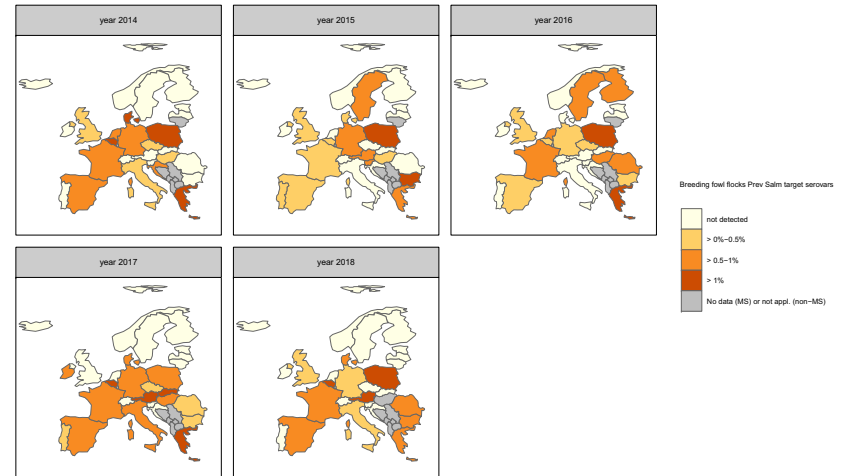 year 2014
year 2015
year 2016
Breeding fowl flocks Prev Salm target serovars
not detected
> 0%−0.5%
> 0.5−1%
> 1%
No data (MS) or not appl. (non−MS)
year 2017
year 2018